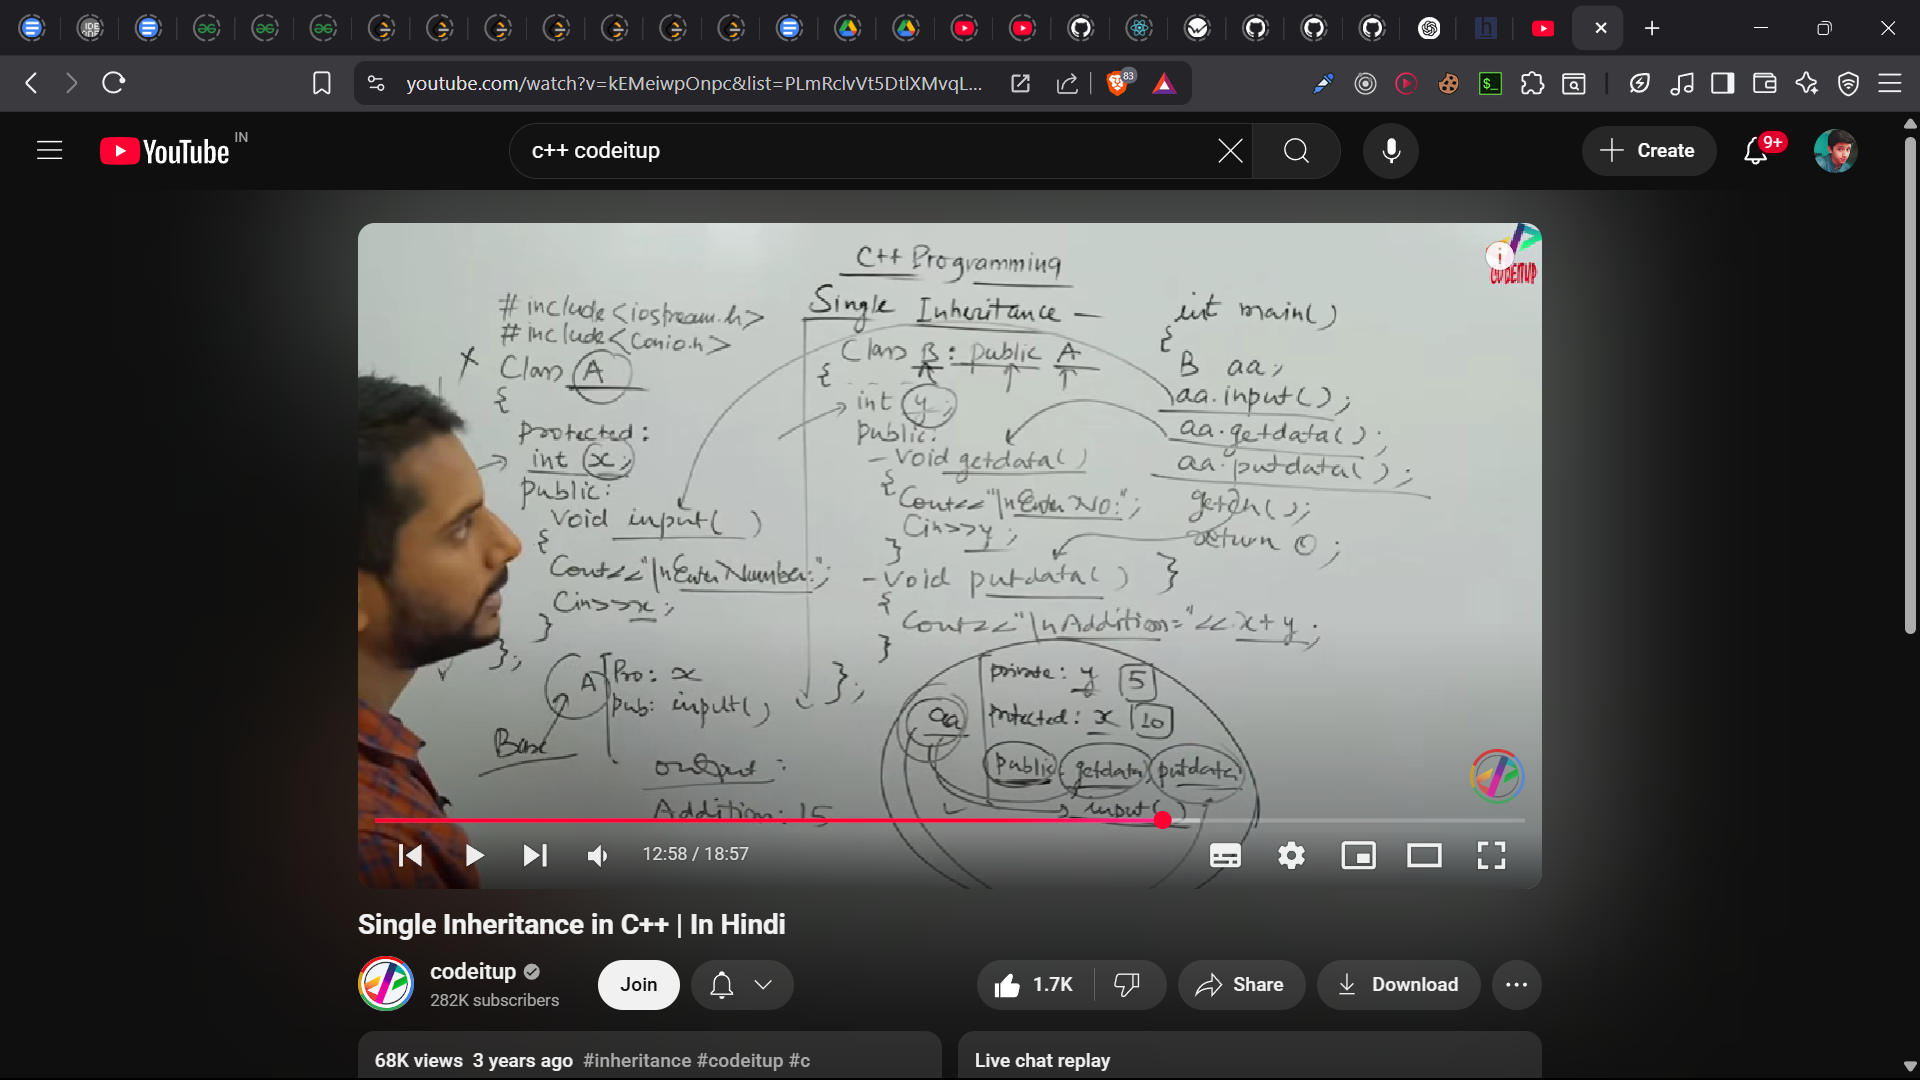 youtube.com/watch?v=kEMeiwpOnpc&list=PLmRclvVt5DtlXMvqL...
83
YouTube IN
c++ codeitup
Create
9+
C++ Programming
Single Inheritance
CODEITUP
# include<iostream.h>
# include<conio.h>
Class A
{
protected:
int x;
public:
void input( )
{
Cout<<"\nEnter Number:";
Cin>>x;
}
};
Class B : public A
{
int y;
public:
- void getdata( )
{
Cout<<"\nEnter No:";
Cin>>y;
}
- void putdata( )
{
Cout<<"\nAddition="<<x+y;
}
};
int main()
{
B aa;
aa.input();
aa.getdata();
aa.putdata();
getch();
return 0;
}
A
Pro: x
Pub: input()
Base
output:
Addition: 15
aa
private: y 5
protected: x 10
public: getdata, putdata
input( )
12:58 / 18:57
Single Inheritance in C++ | In Hindi
codeitup
282K subscribers
Join
1.7K
Share
Download
68K views 3 years ago #inheritance #codeitup #c
Live chat replay